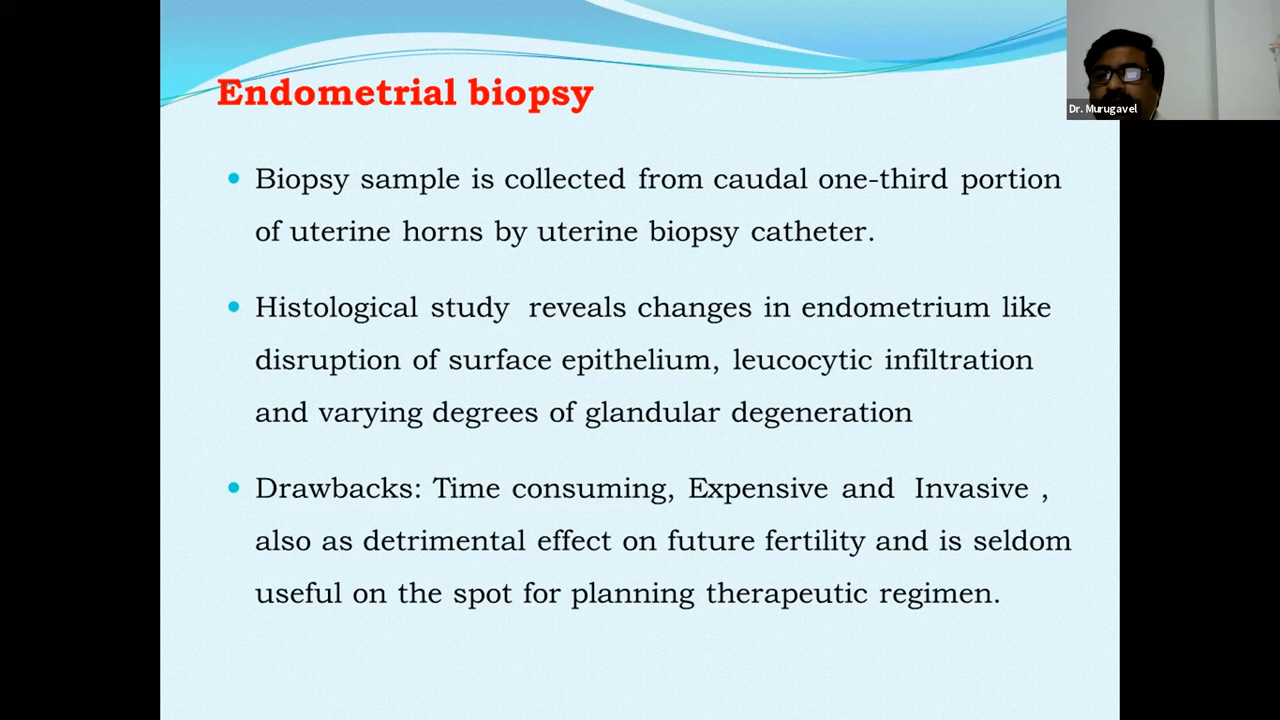 Endometrial biopsy
Dr. Murugavel
Biopsy sample is collected from caudal one-third portion
of uterine horns by uterine biopsy catheter.
Histological study reveals changes in endometrium like
disruption of surface epithelium, leucocytic infiltration
and varying degrees of glandular degeneration
Drawbacks: Time consuming, Expensive and Invasive ,
also as detrimental effect on future fertility and is seldom
useful on the spot for planning therapeutic regimen.